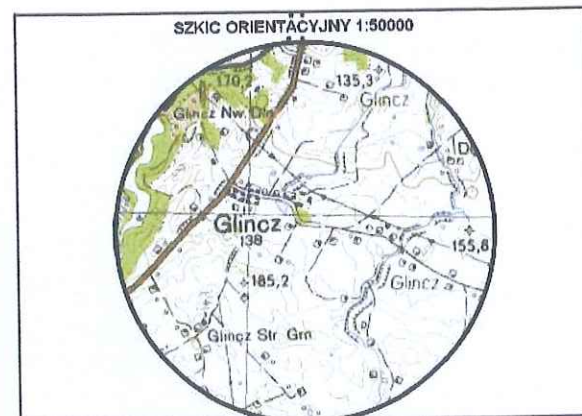 SZKIC ORIENTACYJNY 1:50000
170,2
135,3
Glincz
Glincz Nw. Dln
Glincz
138
155,8
185,2
Glincz
Glincz Str Grn